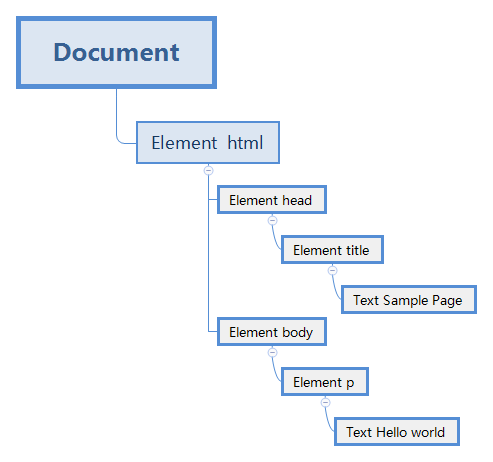 Document
Element html
Element head
Element title
Text Sample Page
Element body
Element p
Text Hello world